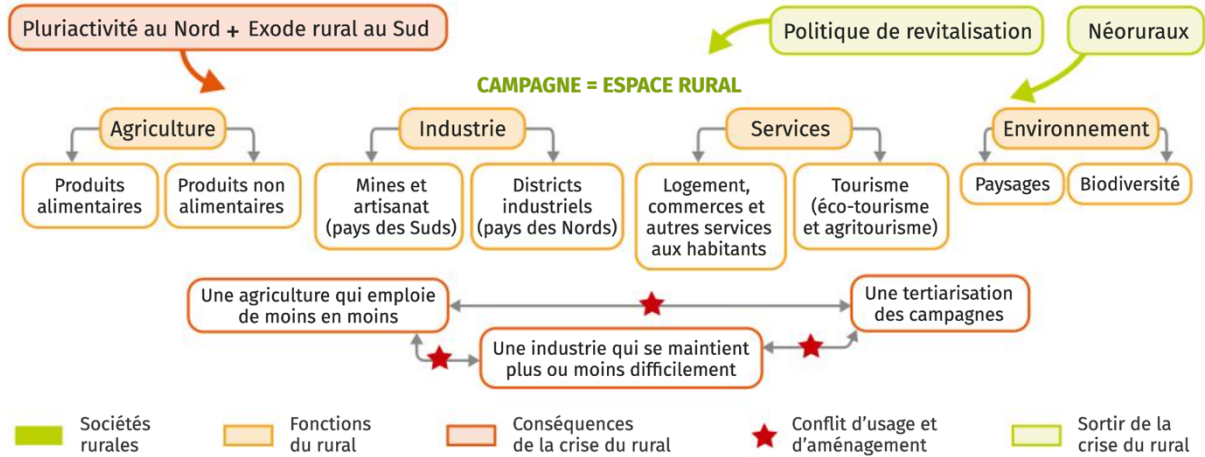 Pluriactivité au Nord + Exode rural au Sud
Politique de revitalisation
Néoruraux
CAMPAGNE = ESPACE RURAL
Agriculture
Industrie
Services
Environnement
Produits
alimentaires
Produits non
alimentaires
Mines et
artisanat
(pays des Suds)
Districts
industriels
(pays des Nords)
Logement,
commerces et
autres services
aux habitants
Tourisme
(éco-tourisme
et agritourisme)
Paysages
Biodiversité
Une agriculture qui emploie
de moins en moins
Une tertiarisation
des campagnes
Une industrie qui se maintient
plus ou moins difficilement
Sociétés
rurales
Fonctions
du rural
Conséquences
de la crise du rural
Conflit d'usage et
d'aménagement
Sortir de la
crise du rural